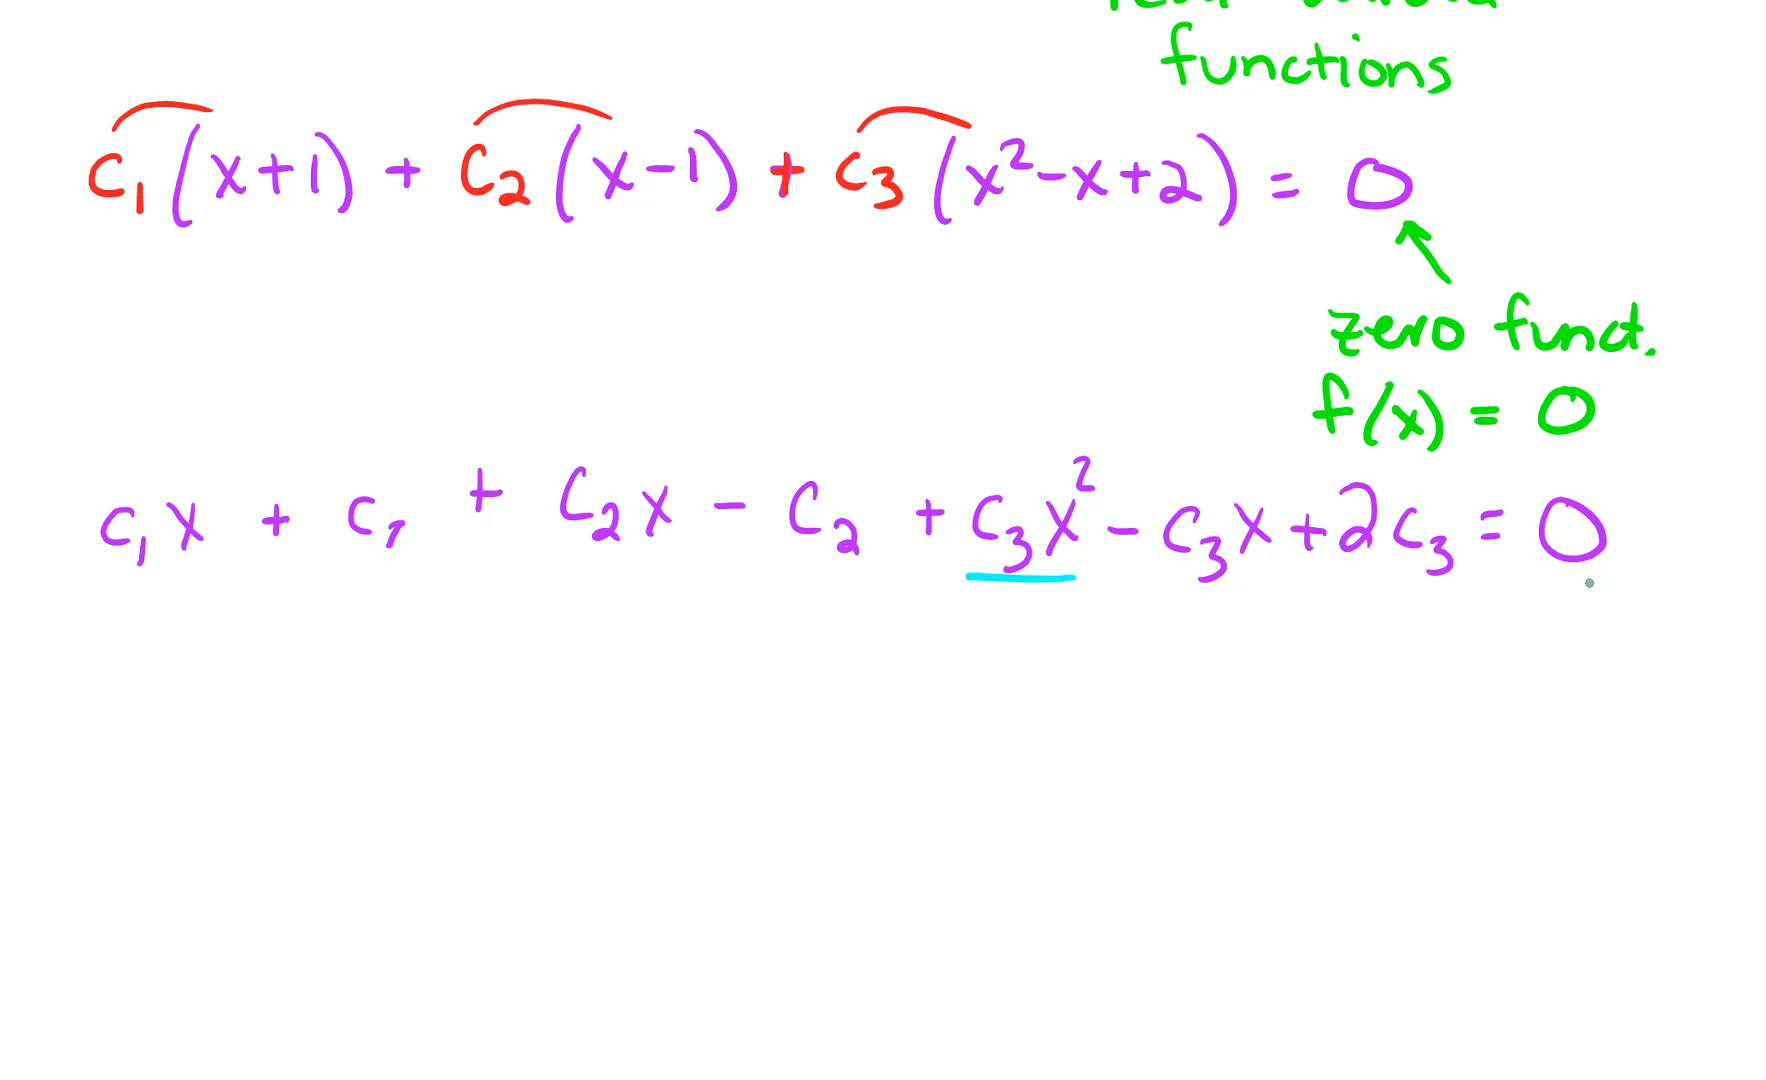 functions
c₁(x+1) + c₂(x-1) + c₃(x²-x+2) = 0
zero funct.
f(x) = 0
c₁x + c₁ + c₂x - c₂ + c₃x² - c₃x + 2c₃ = 0